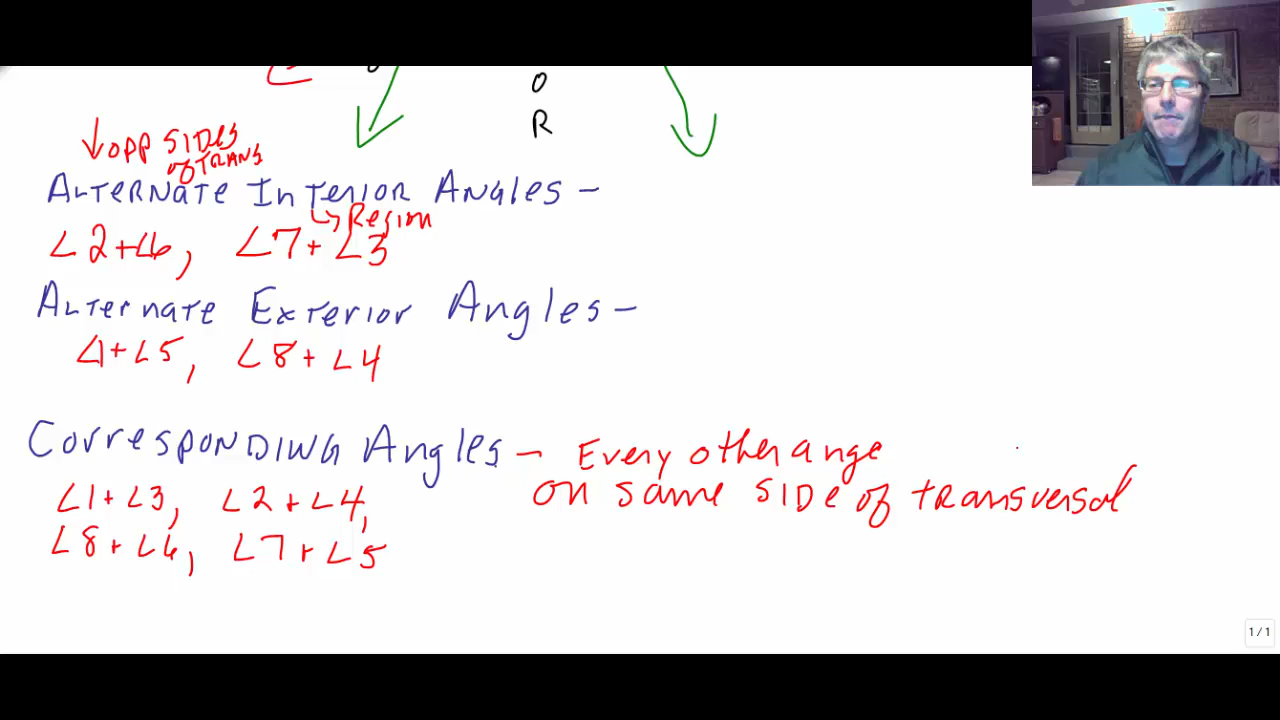 O
R
↓OPP SIDES
of TRANS
ALTERNATE INTERIOR ANGLES –
↳ Region
∠2+∠6, ∠7+∠3
ALTERNATE EXTERIOR ANGLES –
∠1+∠5, ∠8+∠4
CORRESPONDING ANGLES – Every other ange
∠1+∠3, ∠2+∠4, on same SIDE of transversal
∠8+∠6, ∠7+∠5
1/1